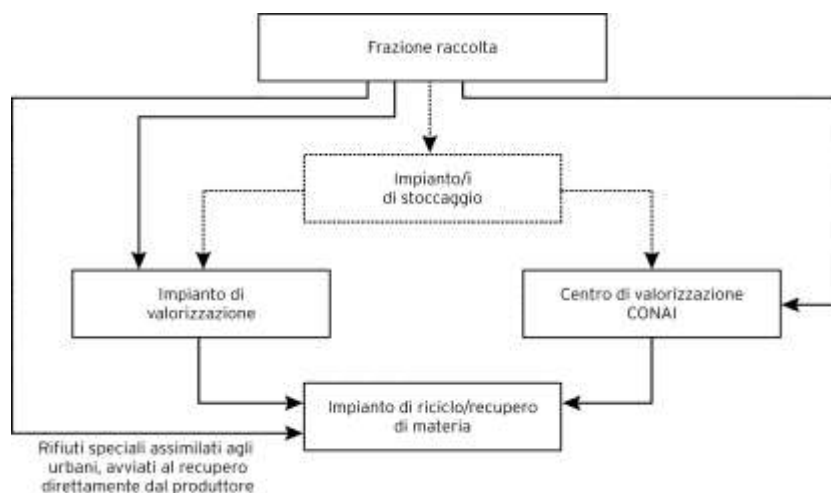 Frazione raccolta
Impianto/i
di stoccaggio
Impianto di
valorizzazione
Centro di valorizzazione
CONAI
Impianto di riciclo/recupero
di materia
Rifiuti speciali assimilati agli
urbani, avviati al recupero
direttamente dal produttore